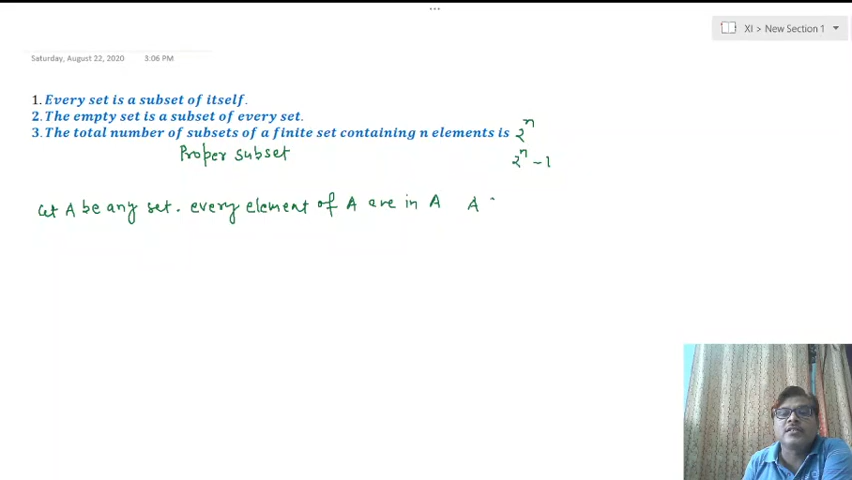 XI > New Section 1
Saturday, August 22, 2020 3:06 PM
1. Every set is a subset of itself.
2. The empty set is a subset of every set.
3. The total number of subsets of a finite set containing n elements is 2ⁿ
Proper subset 2ⁿ - 1
Let A be any set. every element of A are in A A